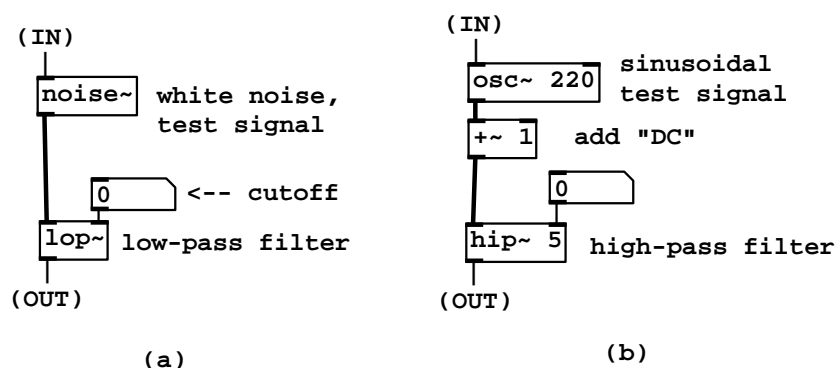 (IN)
noise~
white noise,
test signal
0
<-- cutoff
lop~
low-pass filter
(OUT)
(a)
(IN)
osc~ 220
sinusoidal
test signal
+~ 1
add "DC"
0
hip~ 5
high-pass filter
(OUT)
(b)